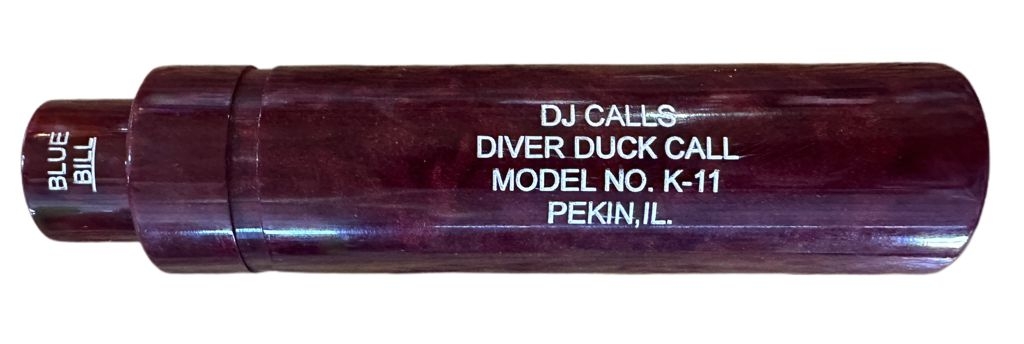 BLUE
BILL
DJ CALLS
DIVER DUCK CALL
MODEL NO. K-11
PEKIN,IL.